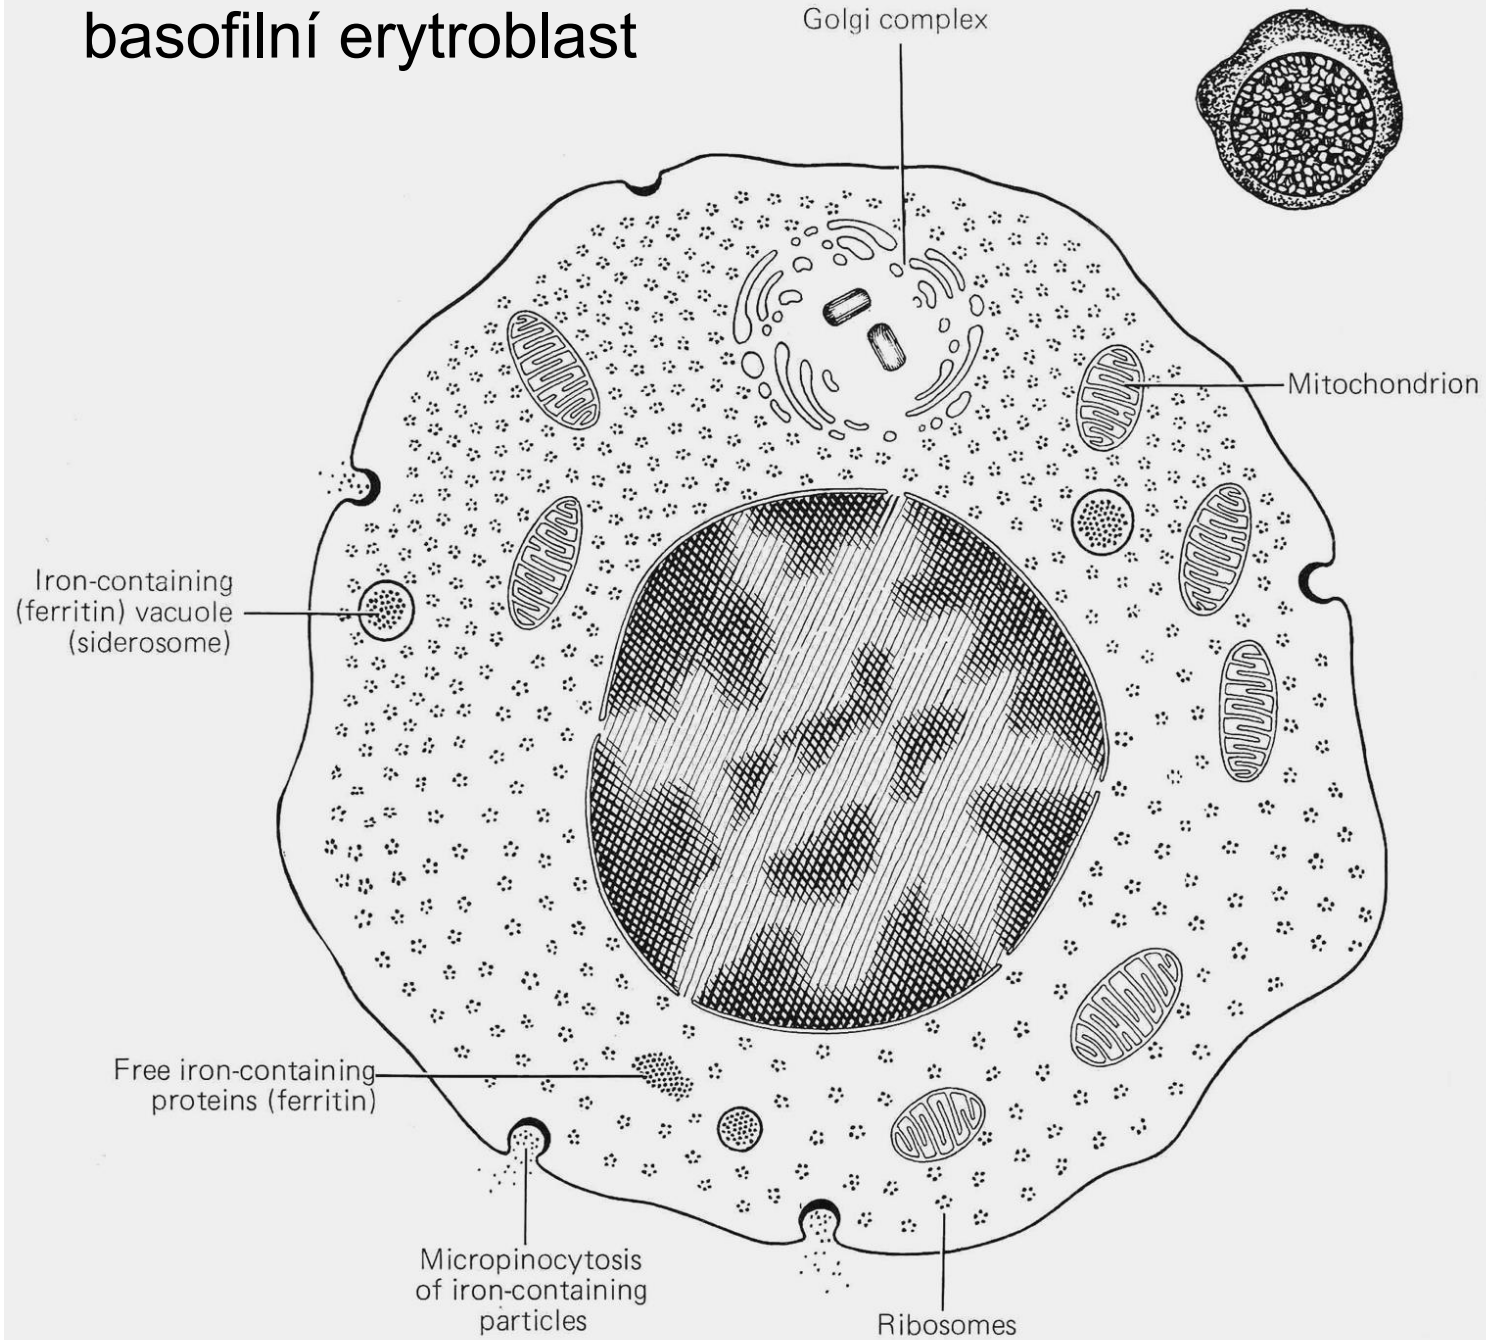 basofilní erytroblast
Golgi complex
Mitochondrion
Iron-containing
(ferritin) vacuole
(siderosome)
Free iron-containing
proteins (ferritin)
Micropinocytosis
of iron-containing
particles
Ribosomes